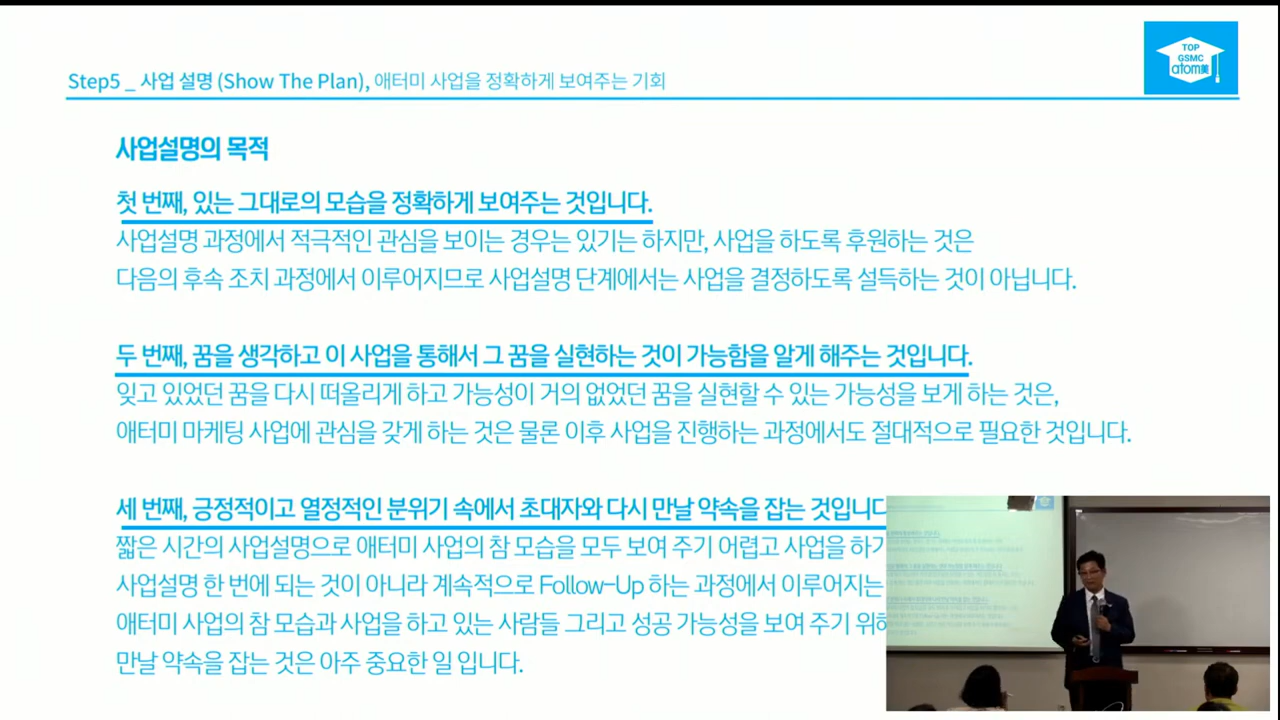 Step5 _ 사업 설명 (Show The Plan), 애터미 사업을 정확하게 보여주는 기회
TOP
GSMC
atom美
사업설명의 목적
첫 번째, 있는 그대로의 모습을 정확하게 보여주는 것입니다.
사업설명 과정에서 적극적인 관심을 보이는 경우는 있기는 하지만, 사업을 하도록 후원하는 것은
다음의 후속 조치 과정에서 이루어지므로 사업설명 단계에서는 사업을 결정하도록 설득하는 것이 아닙니다.
두 번째, 꿈을 생각하고 이 사업을 통해서 그 꿈을 실현하는 것이 가능함을 알게 해주는 것입니다.
잊고 있었던 꿈을 다시 떠올리게 하고 가능성이 거의 없었던 꿈을 실현할 수 있는 가능성을 보게 하는 것은,
애터미 마케팅 사업에 관심을 갖게 하는 것은 물론 이후 사업을 진행하는 과정에서도 절대적으로 필요한 것입니다.
세 번째, 긍정적이고 열정적인 분위기 속에서 초대자와 다시 만날 약속을 잡는 것입니다
짧은 시간의 사업설명으로 애터미 사업의 참 모습을 모두 보여 주기 어렵고 사업을 하기
사업설명 한 번에 되는 것이 아니라 계속적으로 Follow-Up 하는 과정에서 이루어지는
애터미 사업의 참 모습과 사업을 하고 있는 사람들 그리고 성공 가능성을 보여 주기 위해
만날 약속을 잡는 것은 아주 중요한 일 입니다.